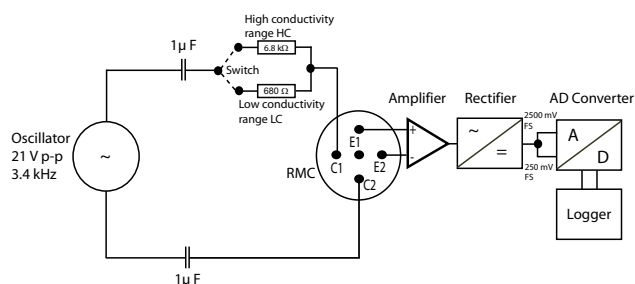 High conductivity
range HC
1µ F
6.8 kΩ
Switch
680 Ω
Low conductivity
range LC
Oscillator
21 V p-p
3.4 kHz
~
RMC
E1
C1
E2
C2
Amplifier
+
-
Rectifier
~
=
2500 mV
FS
250 mV
FS
AD Converter
A
D
Logger
1µ F